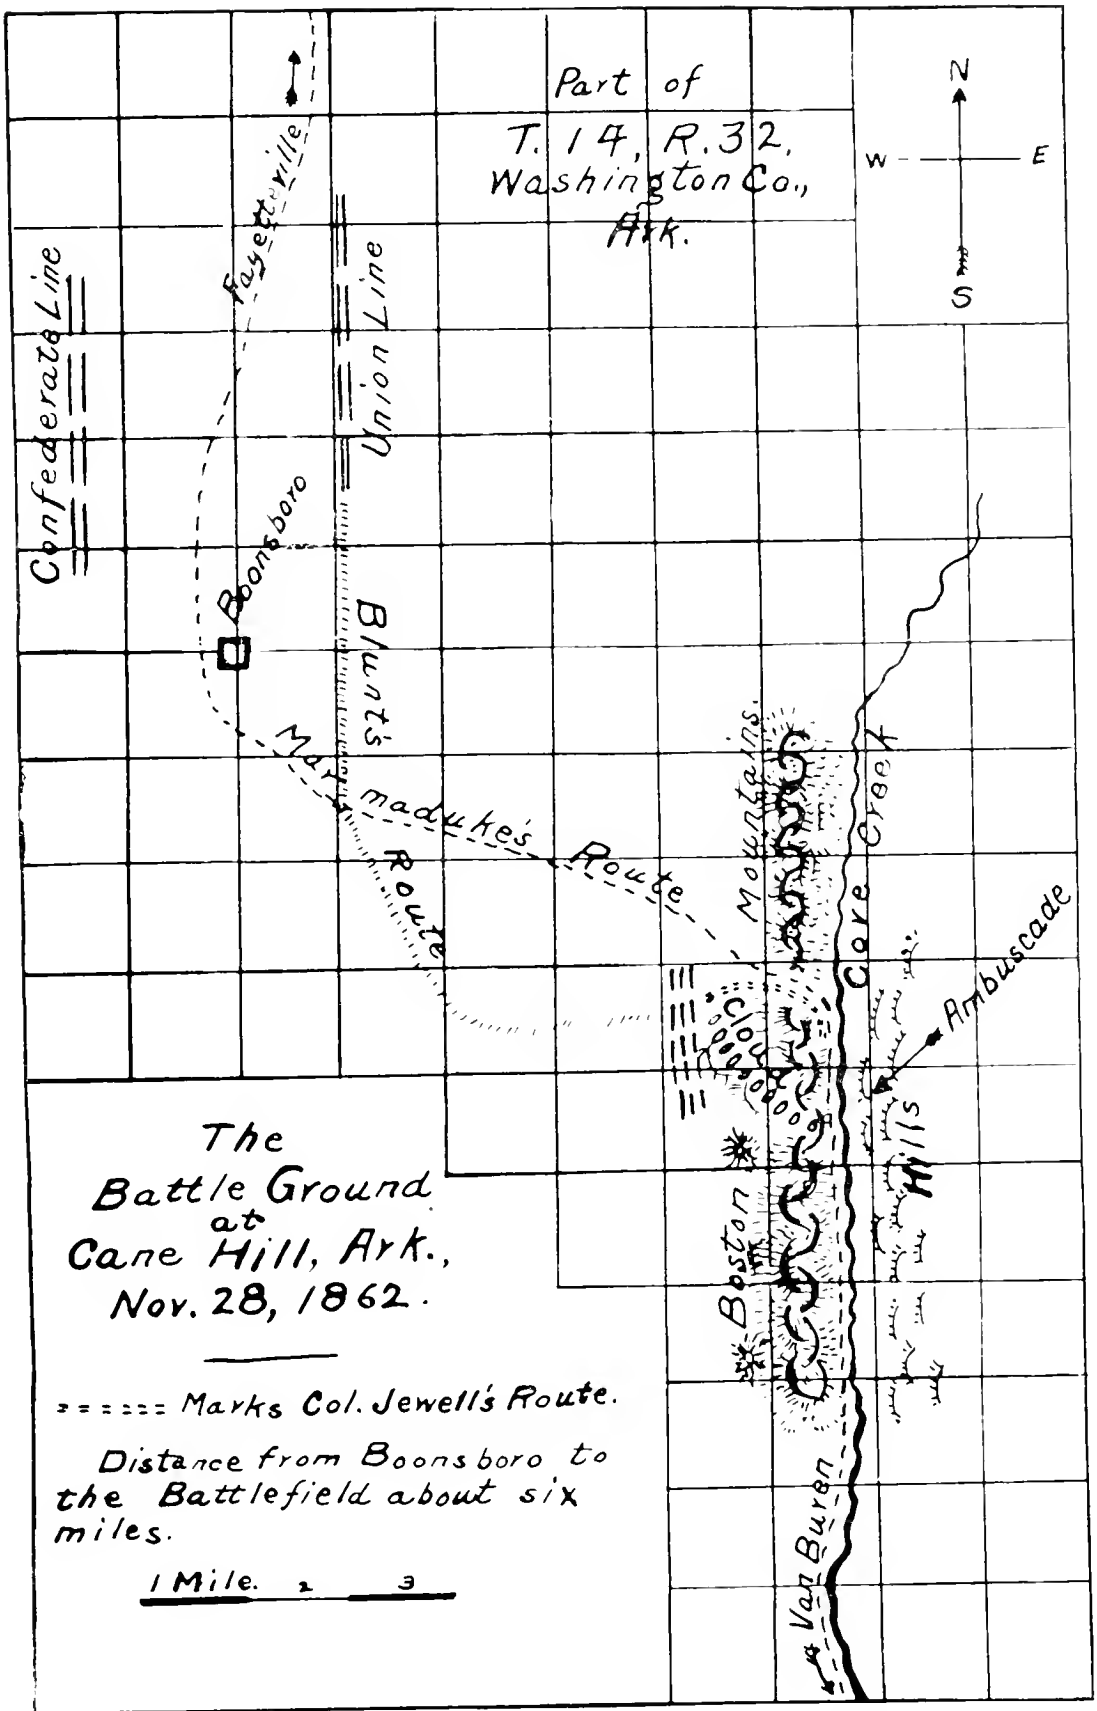 Part of
T. 14, R. 32,
Washington Co.,
Ark.
N
W
E
S
Fayetteville
Confederate Line
Union Line
Boonsboro
Blunt's
Route
Marmaduke's Route
Mountains.
Cove Creek
Cloud
Ambuscade
Hills
Boston
Van Buren
The
Battle Ground
at
Cane Hill, Ark.,
Nov. 28, 1862.
====== Marks Col. Jewell's Route.
Distance from Boonsboro to
the Battlefield about six
miles.
1 Mile. 2 3